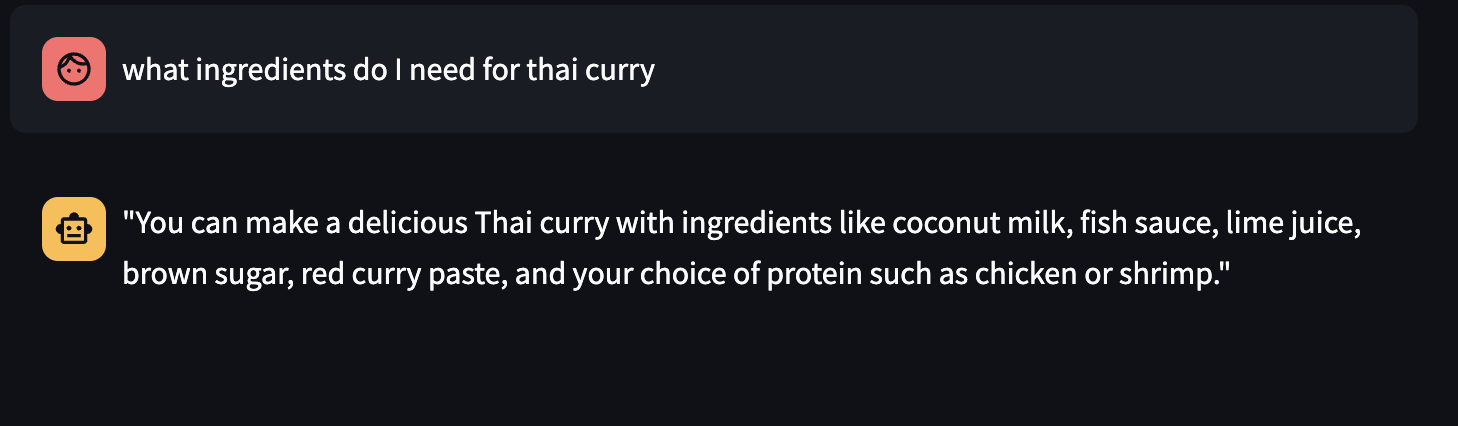 what ingredients do I need for thai curry
"You can make a delicious Thai curry with ingredients like coconut milk, fish sauce, lime juice,
brown sugar, red curry paste, and your choice of protein such as chicken or shrimp."